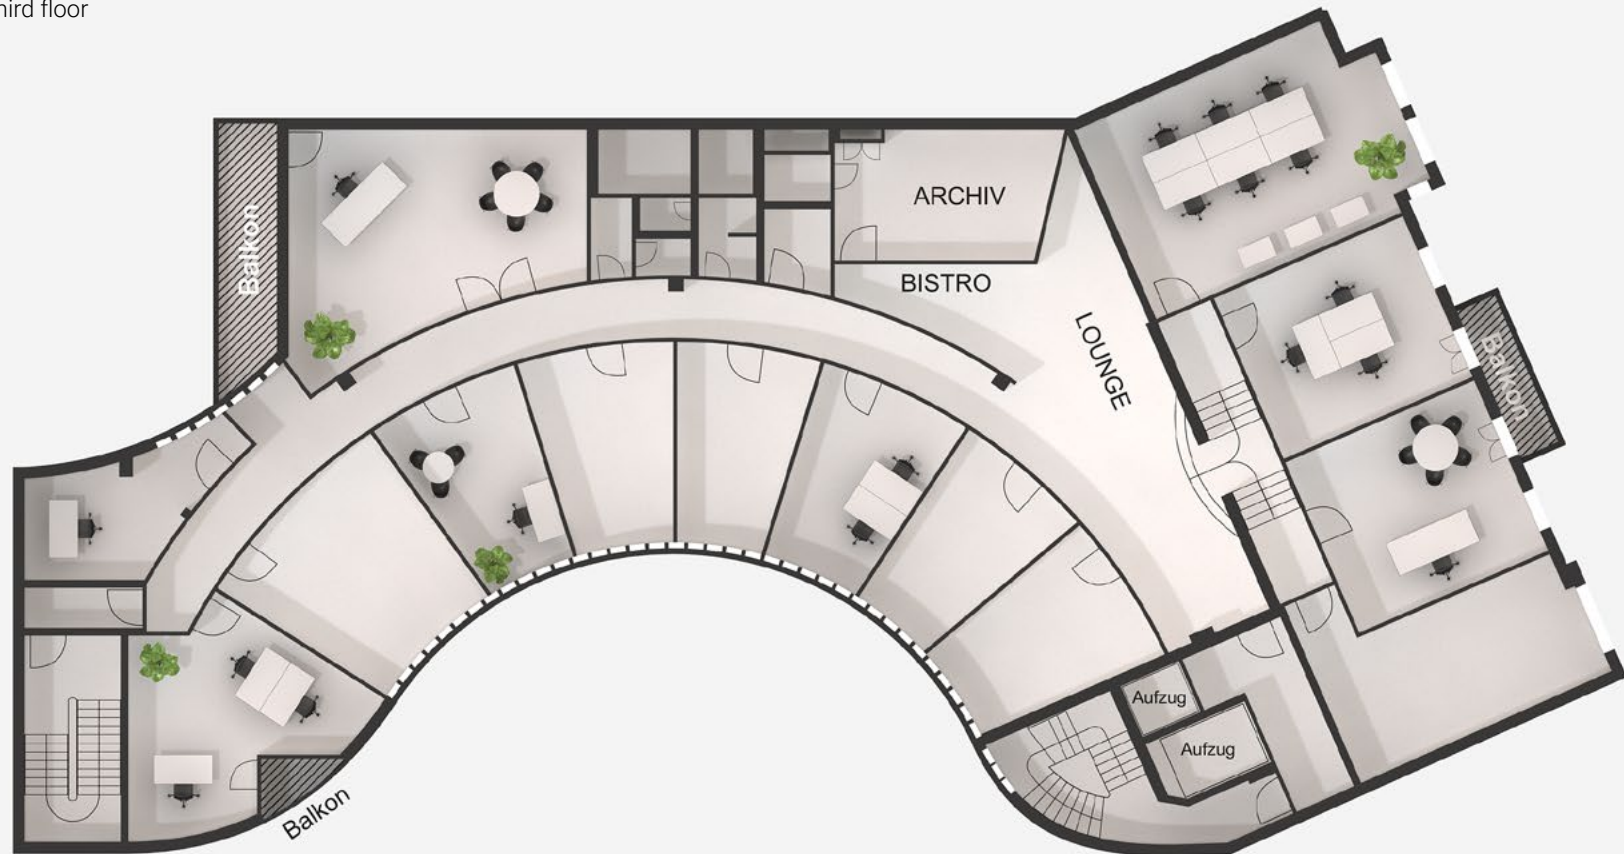 hird floor
ARCHIV
Balkon
BISTRO
LOUNGE
Balkon
Aufzug
Aufzug
Balkon